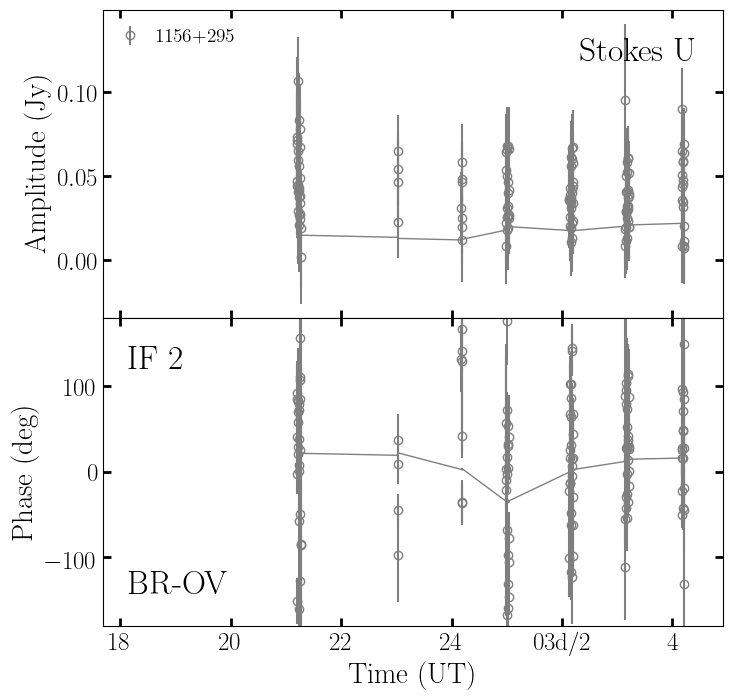 1156+295
Stokes U
Amplitude (Jy)
0.10
0.05
0.00
IF 2
BR-OV
Phase (deg)
100
0
−100
18 20 22 24 03d/2 4
Time (UT)